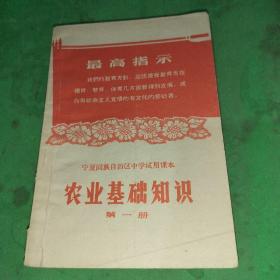 最高指示
我们的教育方针，应该使受教育者在
德育、智育、体育几方面都得到发展，成
为有社会主义觉悟的有文化的劳动者。
宁夏回族自治区中学试用课本
农业基础知识
第一册